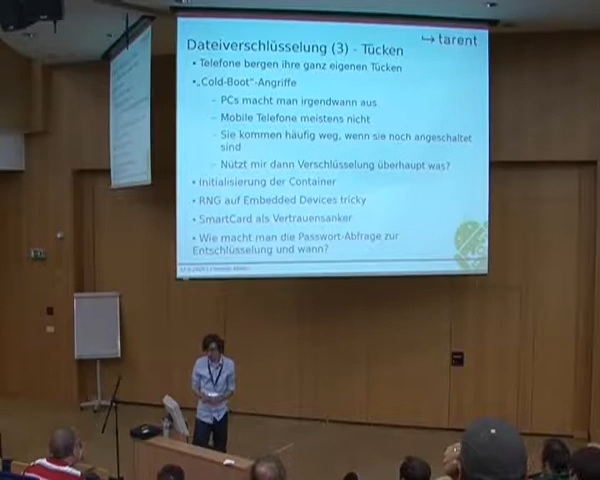 → tarent
Dateiverschlüsselung (3) - Tücken
• Telefone bergen ihre ganz eigenen Tücken
• „Cold-Boot"-Angriffe
– PCs macht man irgendwann aus
– Mobile Telefone meistens nicht
– Sie kommen häufig weg, wenn sie noch angeschaltet
sind
– Nützt mir dann Verschlüsselung überhaupt was?
• Initialisierung der Container
• RNG auf Embedded Devices tricky
• SmartCard als Vertrauensanker
• Wie macht man die Passwort-Abfrage zur
Entschlüsselung und wann?